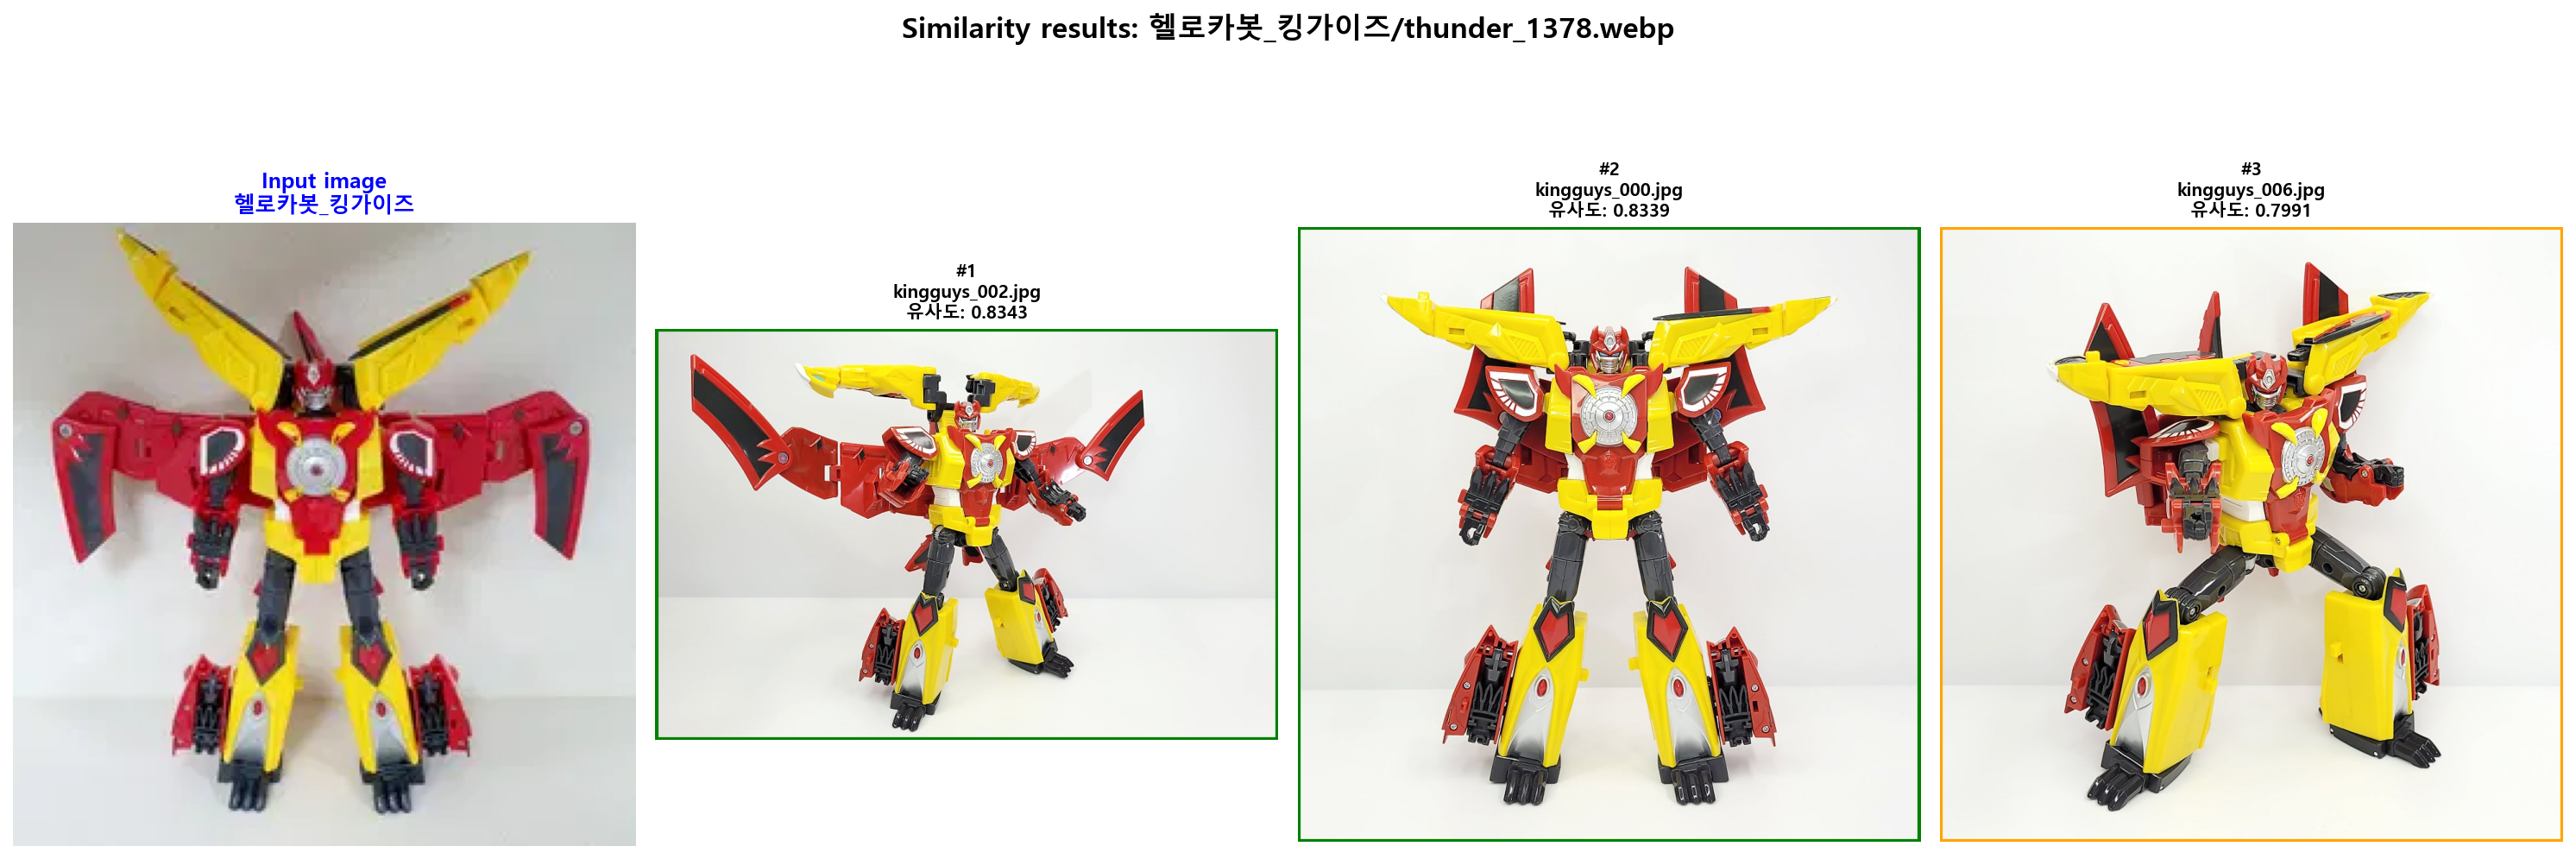 Similarity results: 헬로카봇_킹가이즈/thunder_1378.webp
Input image
헬로카봇_킹가이즈
#1
kingguys_002.jpg
유사도: 0.8343
#2
kingguys_000.jpg
유사도: 0.8339
#3
kingguys_006.jpg
유사도: 0.7991